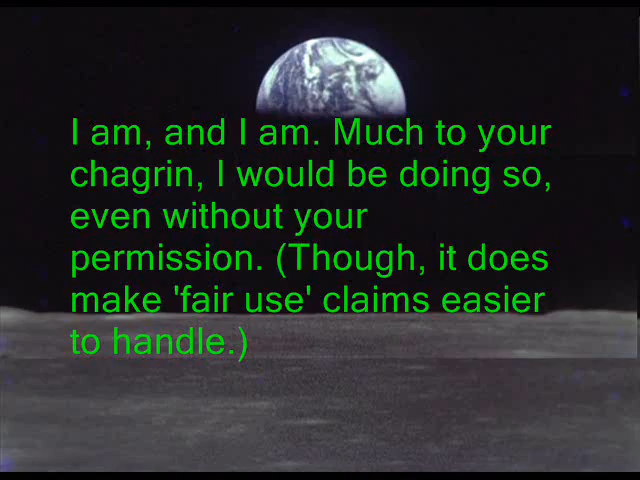 I am, and I am. Much to your
chagrin, I would be doing so,
even without your
permission. (Though, it does
make 'fair use' claims easier
to handle.)